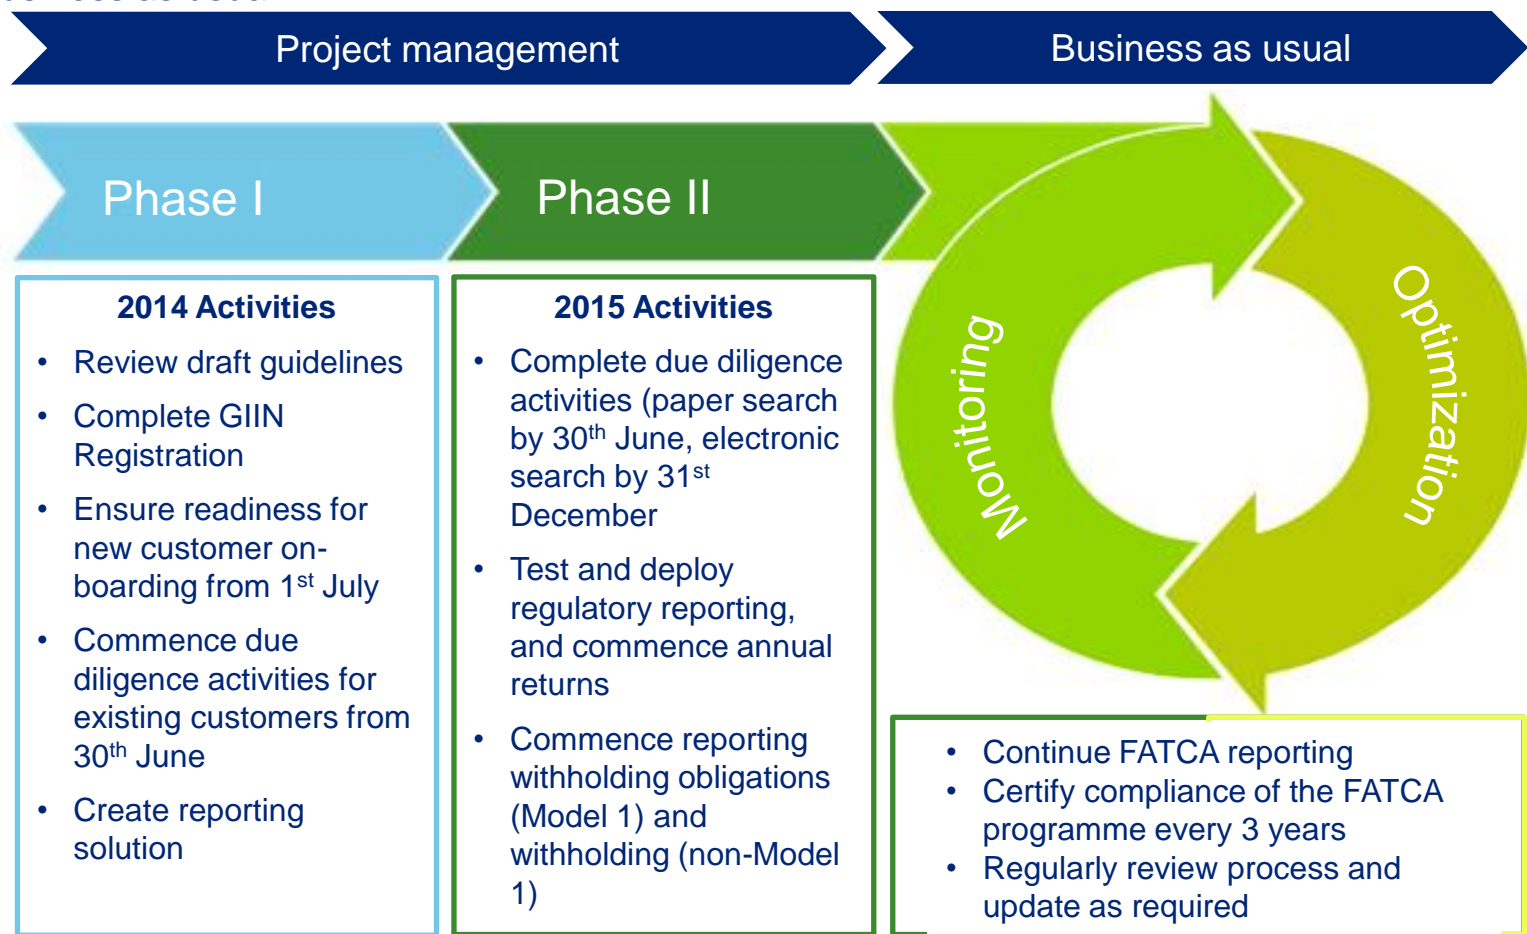 Project management
Business as usual
Phase I
Phase II
Monitoring
Optimization
2014 Activities
• Review draft guidelines
• Complete GIIN
Registration
• Ensure readiness for
new customer on-
boarding from 1st July
• Commence due
diligence activities for
existing customers from
30th June
• Create reporting
solution
2015 Activities
• Complete due diligence
activities (paper search
by 30th June, electronic
search by 31st
December
• Test and deploy
regulatory reporting,
and commence annual
returns
• Commence reporting
withholding obligations
(Model 1) and
withholding (non-Model
1)
• Continue FATCA reporting
• Certify compliance of the FATCA
programme every 3 years
• Regularly review process and
update as required